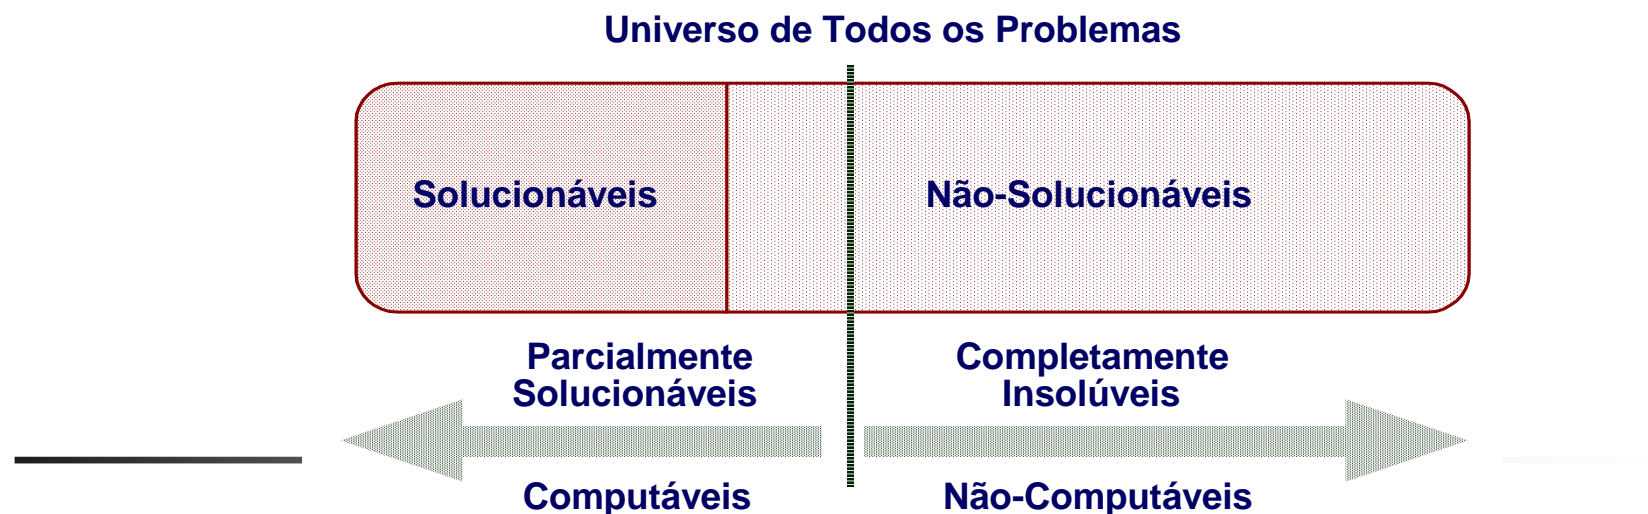 Universo de Todos os Problemas
Solucionáveis
Não-Solucionáveis
Parcialmente
Solucionáveis
Completamente
Insolúveis
Computáveis
Não-Computáveis